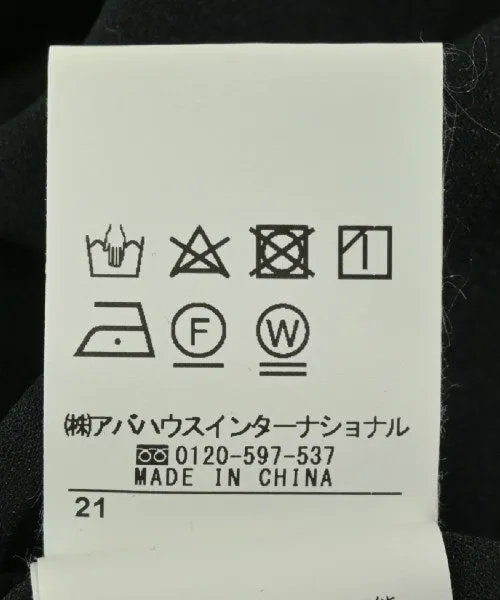 F W
㈱アバハウスインターナショナル
0120-597-537
MADE IN CHINA
21